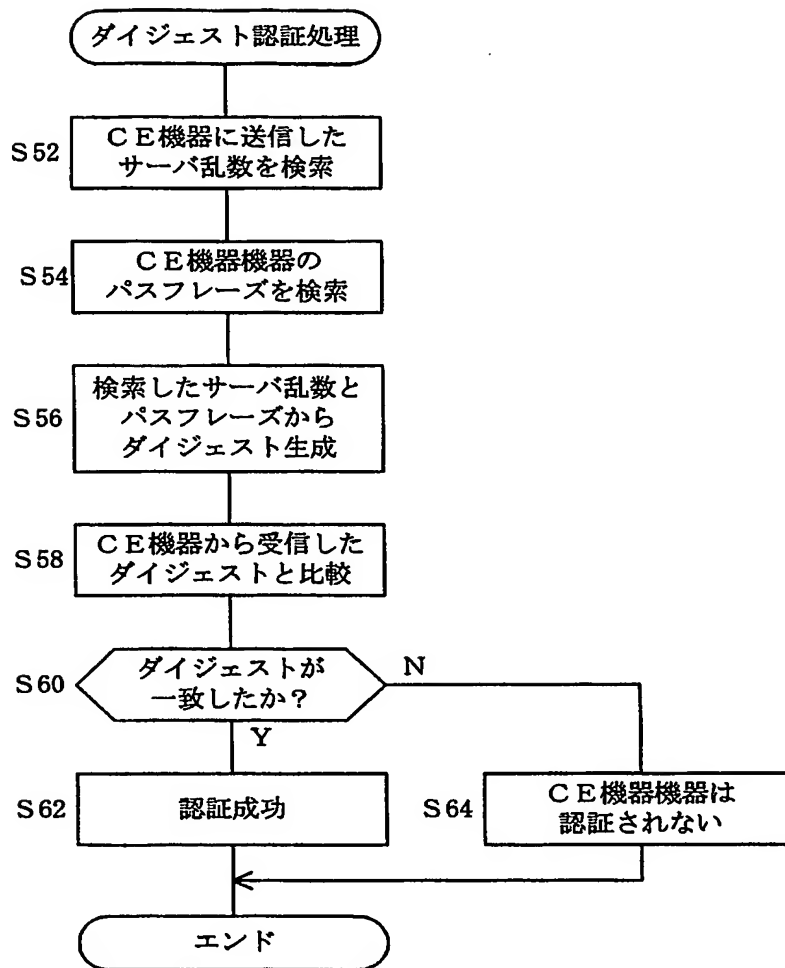 ダイジェスト認証処理
S52
CE機器に送信した
サーバ乱数を検索
S54
CE機器機器の
パスフレーズを検索
S56
検索したサーバ乱数と
パスフレーズから
ダイジェスト生成
S58
CE機器から受信した
ダイジェストと比較
S60
ダイジェストが
一致したか？
N
Y
S62
認証成功
S64
CE機器機器は
認証されない
エンド